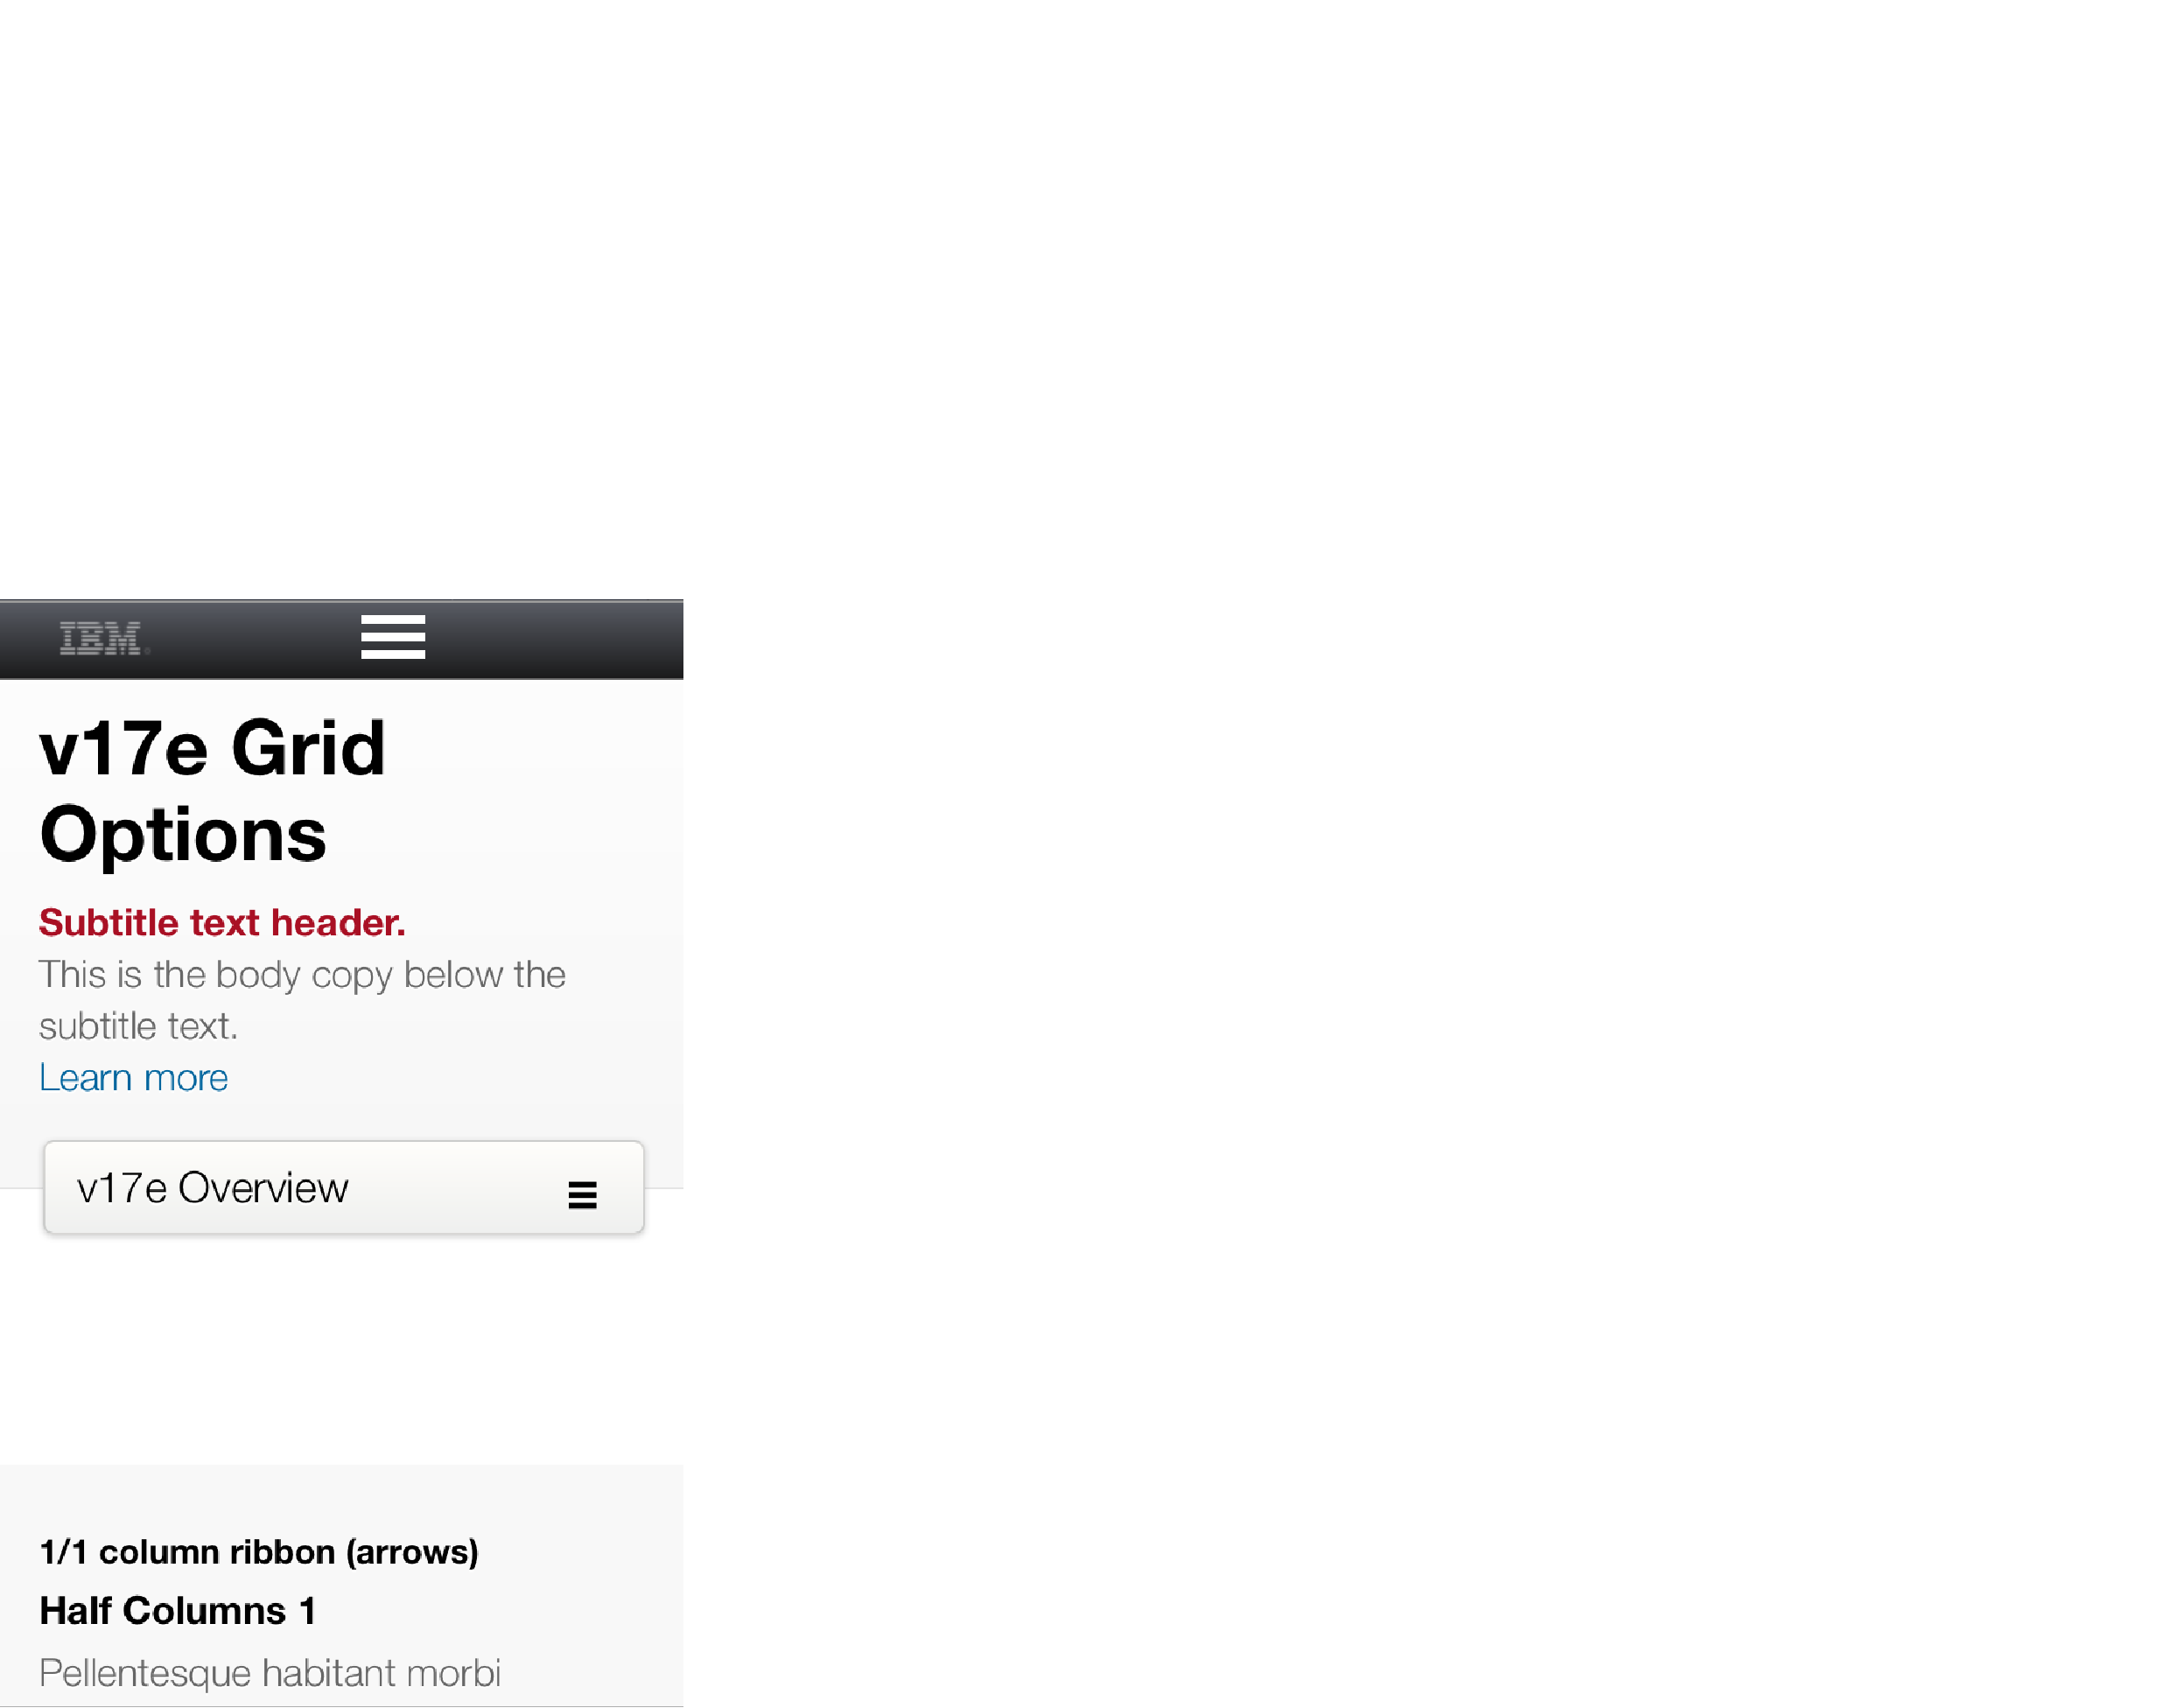 IBM®
v17e Grid
Options
Subtitle text header.
This is the body copy below the
subtitle text.
Learn more
v17e Overview
1/1 column ribbon (arrows)
Half Columns 1
Pellentesque habitant morbi